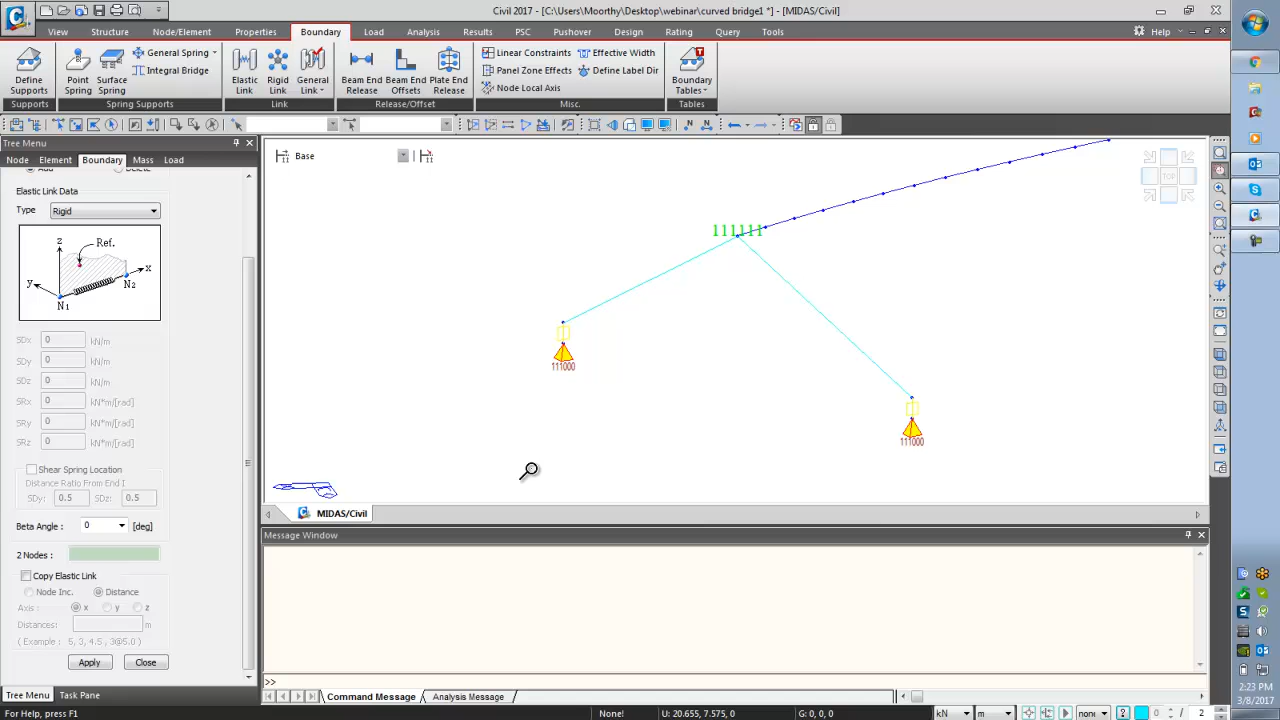 Civil 2017 - [C:\Users\Moorthy\Desktop\webinar\curved bridge1 *] - [MIDAS/Civil]
View Structure Node/Element Properties Boundary Load Analysis Results PSC Pushover Design Rating Query Tools Help
Define Supports
Point Spring
Surface Spring
General Spring
Integral Bridge
Elastic Link
Rigid Link
General Link
Beam End Release
Beam End Offsets
Plate End Release
Linear Constraints
Effective Width
Panel Zone Effects
Define Label Dir
Node Local Axis
Boundary Tables
Supports Spring Supports Link Release/Offset Misc. Tables
Tree Menu
Node Element Boundary Mass Load
Add Delete
Elastic Link Data
Type Rigid
z Ref.
y x
N1 N2
SDx 0 kN/m
SDy 0 kN/m
SDz 0 kN/m
SRx 0 kN*m/[rad]
SRy 0 kN*m/[rad]
SRz 0 kN*m/[rad]
Shear Spring Location
Distance Ratio From End I
SDy: 0.5 SDz: 0.5
Beta Angle : 0 [deg]
2 Nodes :
Copy Elastic Link
Node Inc. Distance
Axis : x y z
Distances: m
( Example : 5, 3, 4.5 , 3@5.0 )
Apply Close
Tree Menu Task Pane
Base
TOP
111111
111000
111000
MIDAS/Civil
Message Window
>>
Command Message Analysis Message
For Help, press F1
None! U: 20.655, 7.575, 0 G: 0, 0, 0 kN m none 0 / 2
2:23 PM
3/8/2017